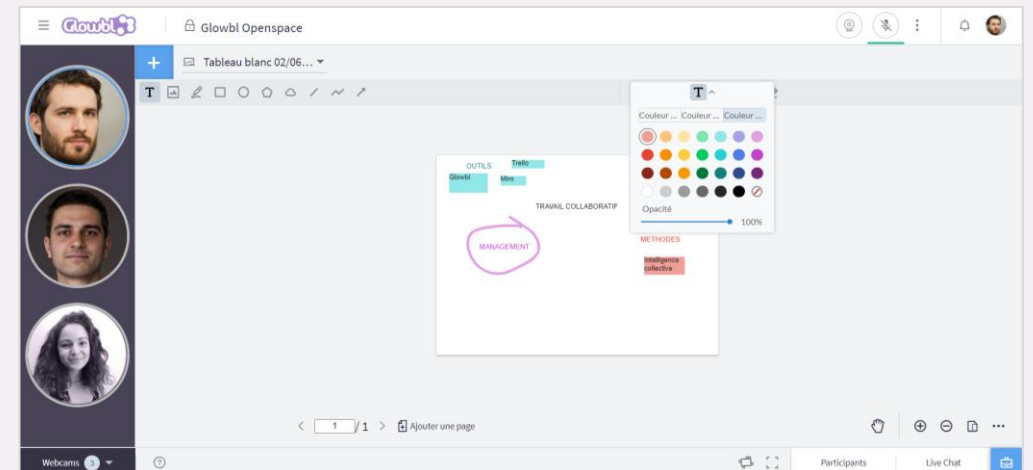 Glowbl
Glowbl Openspace
Tableau blanc 02/06...
T
T
Couleur ... Couleur ... Couleur ...
Opacité
100%
OUTILS
Trello
Glowbl
Miro
TRAVAIL COLLABORATIF
MANAGEMENT
METHODES
Intelligence
collective
1 / 1
Ajouter une page
Webcams 3
?
Participants
Live Chat